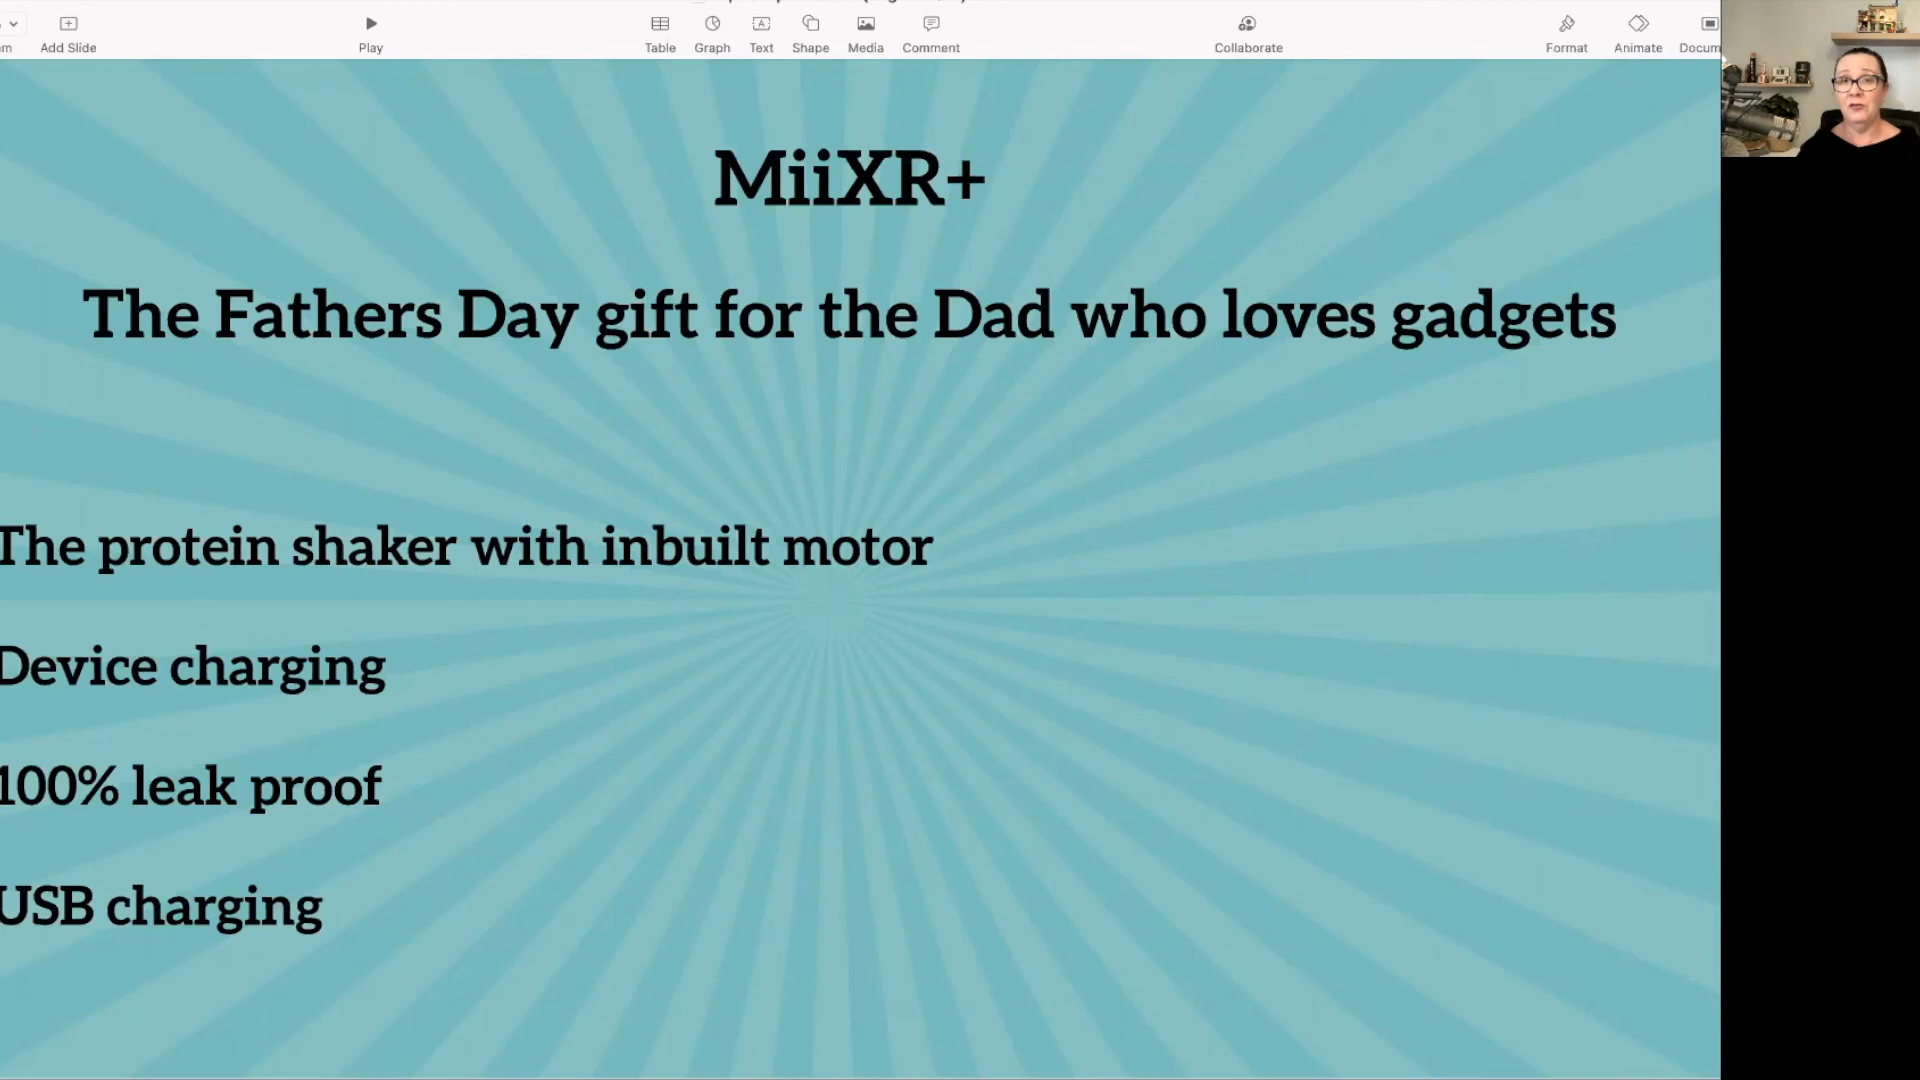 Add Slide
Play
Table
Graph
Text
Shape
Media
Comment
Collaborate
Format
Animate
MiiXR+
The Fathers Day gift for the Dad who loves gadgets
The protein shaker with inbuilt motor
Device charging
100% leak proof
USB charging